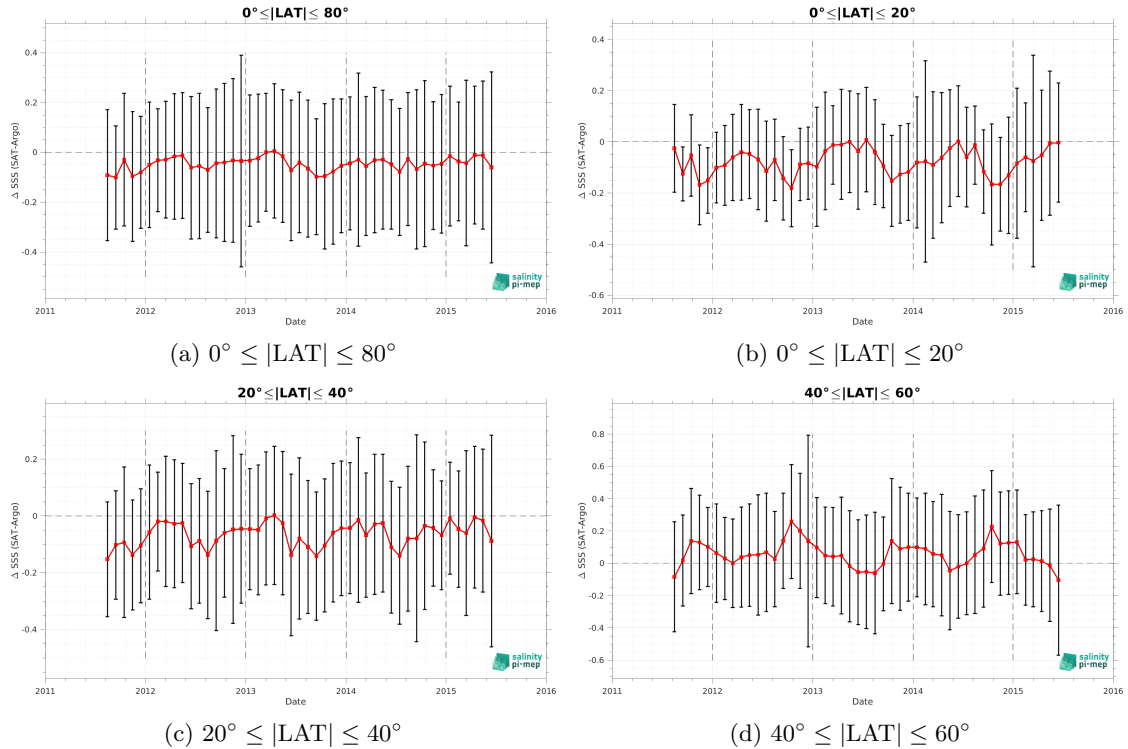 0°≤|LAT|≤ 80°
Δ SSS (SAT-Argo)
0.4
0.2
0
-0.2
-0.4
2011 2012 2013 2014 2015 2016
Date
salinity
pi-mep
(a) 0° ≤ |LAT| ≤ 80°
0°≤|LAT|≤ 20°
Δ SSS (SAT-Argo)
0.4
0.2
0
-0.2
-0.4
-0.6
2011 2012 2013 2014 2015 2016
Date
salinity
pi-mep
(b) 0° ≤ |LAT| ≤ 20°
20°≤|LAT|≤ 40°
Δ SSS (SAT-Argo)
0.2
0
-0.2
-0.4
2011 2012 2013 2014 2015 2016
Date
salinity
pi-mep
(c) 20° ≤ |LAT| ≤ 40°
40°≤|LAT|≤ 60°
Δ SSS (SAT-Argo)
0.8
0.6
0.4
0.2
0
-0.2
-0.4
-0.6
2011 2012 2013 2014 2015 2016
Date
salinity
pi-mep
(d) 40° ≤ |LAT| ≤ 60°